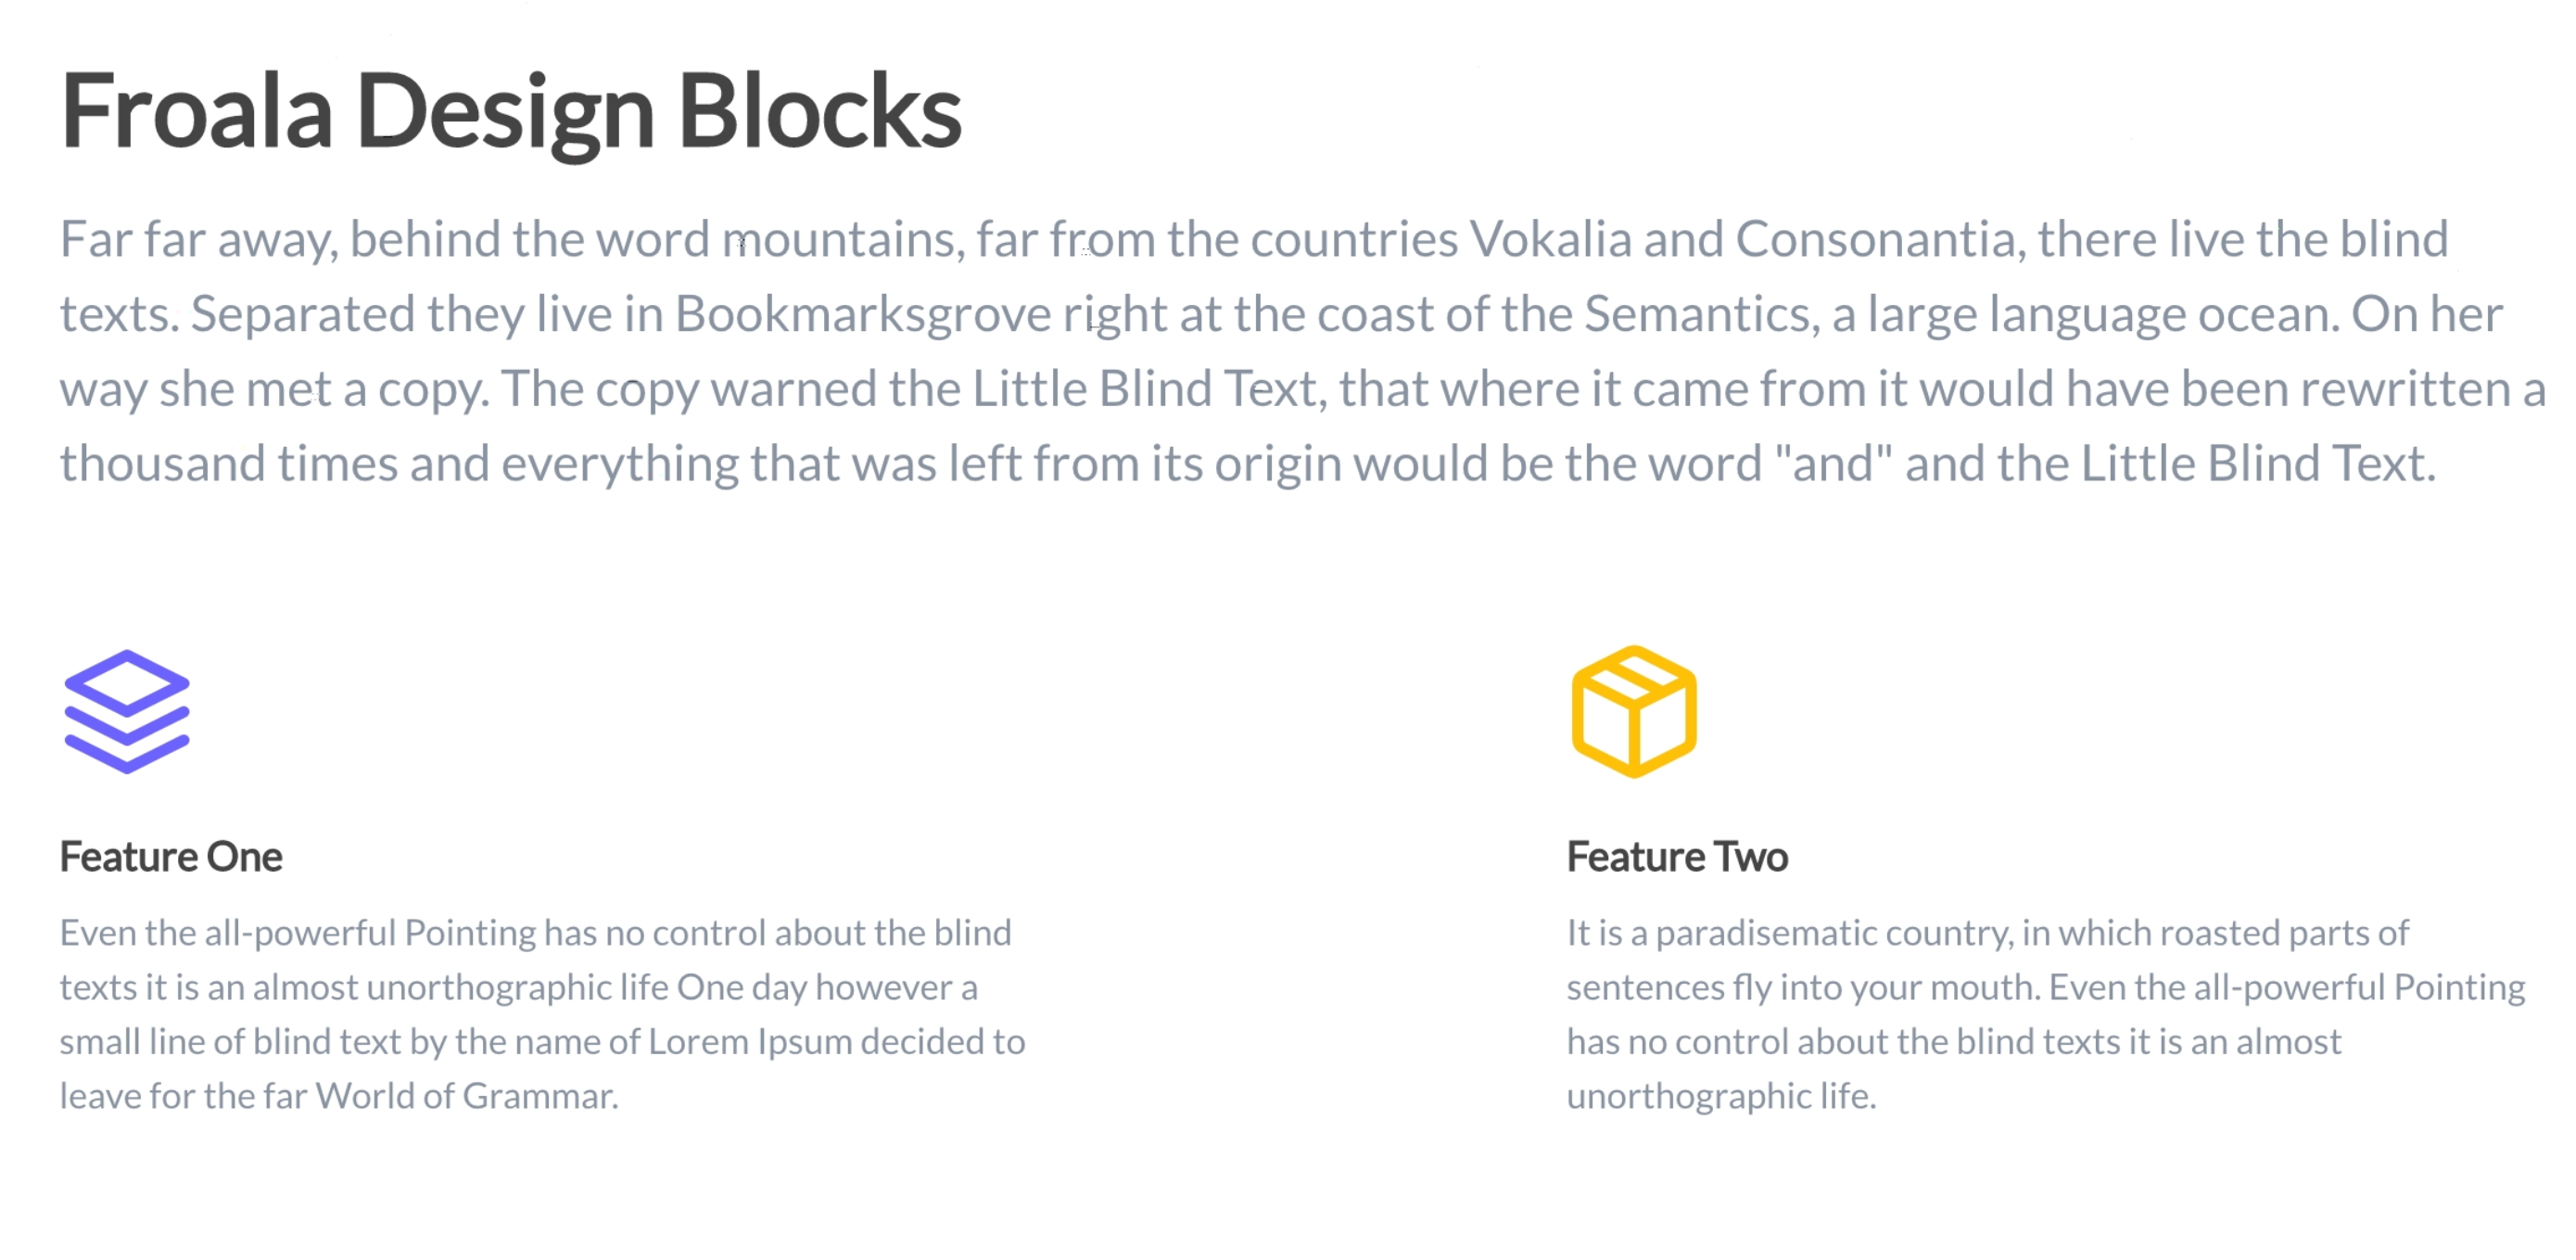 Froala Design Blocks
Far far away, behind the word mountains, far from the countries Vokalia and Consonantia, there live the blind
texts. Separated they live in Bookmarksgrove right at the coast of the Semantics, a large language ocean. On her
way she met a copy. The copy warned the Little Blind Text, that where it came from it would have been rewritten a
thousand times and everything that was left from its origin would be the word "and" and the Little Blind Text.
Feature One
Even the all-powerful Pointing has no control about the blind
texts it is an almost unorthographic life One day however a
small line of blind text by the name of Lorem Ipsum decided to
leave for the far World of Grammar.
Feature Two
It is a paradisematic country, in which roasted parts of
sentences fly into your mouth. Even the all-powerful Pointing
has no control about the blind texts it is an almost
unorthographic life.